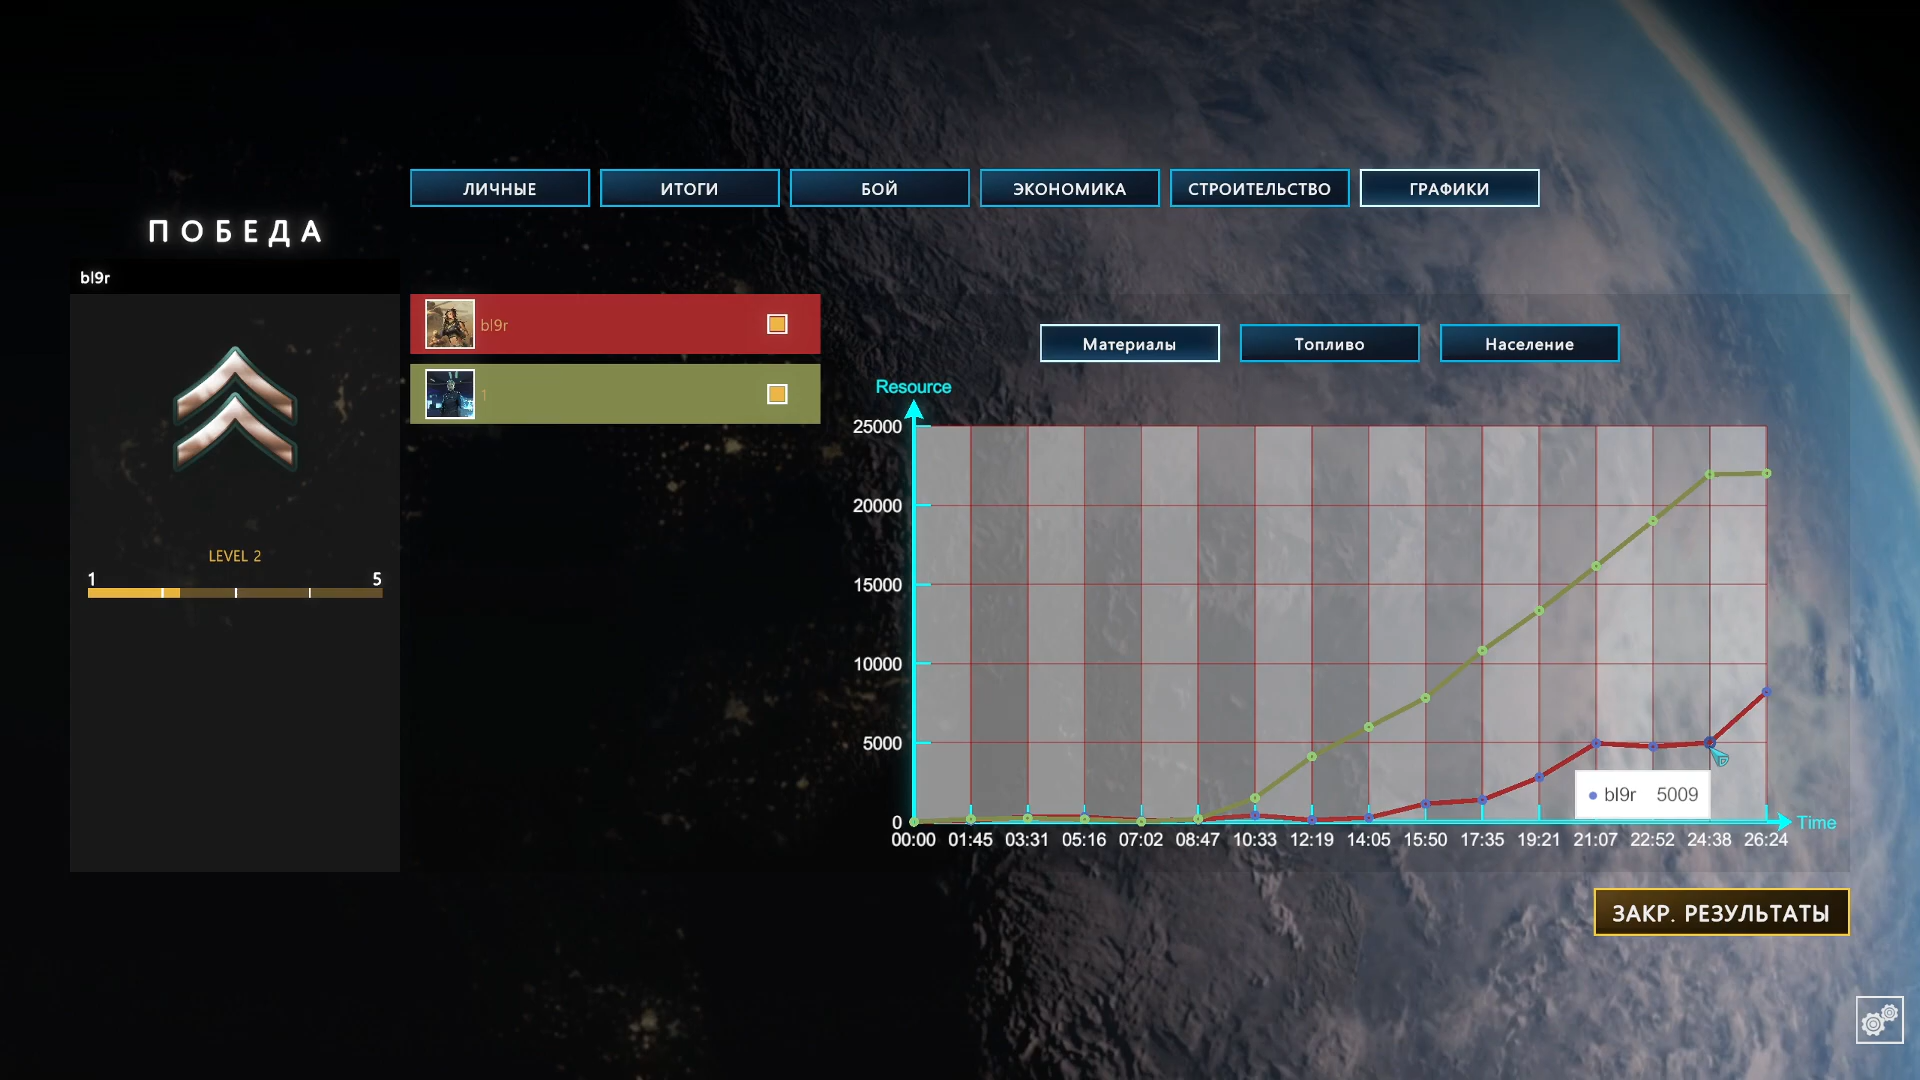 ЛИЧНЫЕ ИТОГИ БОЙ ЭКОНОМИКА СТРОИТЕЛЬСТВО ГРАФИКИ
ПОБЕДА
bl9r
bl9r
1
LEVEL 2
1 5
Материалы Топливо Население
Resource
25000
20000
15000
10000
5000
0
bl9r 5009
Time
00:00 01:45 03:31 05:16 07:02 08:47 10:33 12:19 14:05 15:50 17:35 19:21 21:07 22:52 24:38 26:24
ЗАКР. РЕЗУЛЬТАТЫ